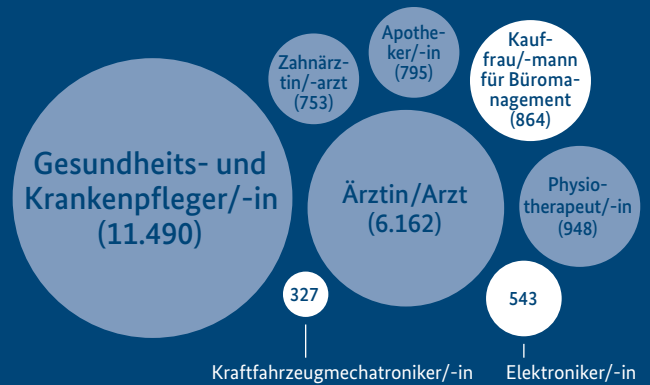 Gesundheits- und
Krankenpfleger/-in
(11.490)
Zahnärz-
tin/-arzt
(753)
Apothe-
ker/-in
(795)
Kauf-
frau/-mann
für Büroma-
nagement
(864)
Ärztin/Arzt
(6.162)
Physio-
therapeut/-in
(948)
327
Kraftfahrzeugmechatroniker/-in
543
Elektroniker/-in